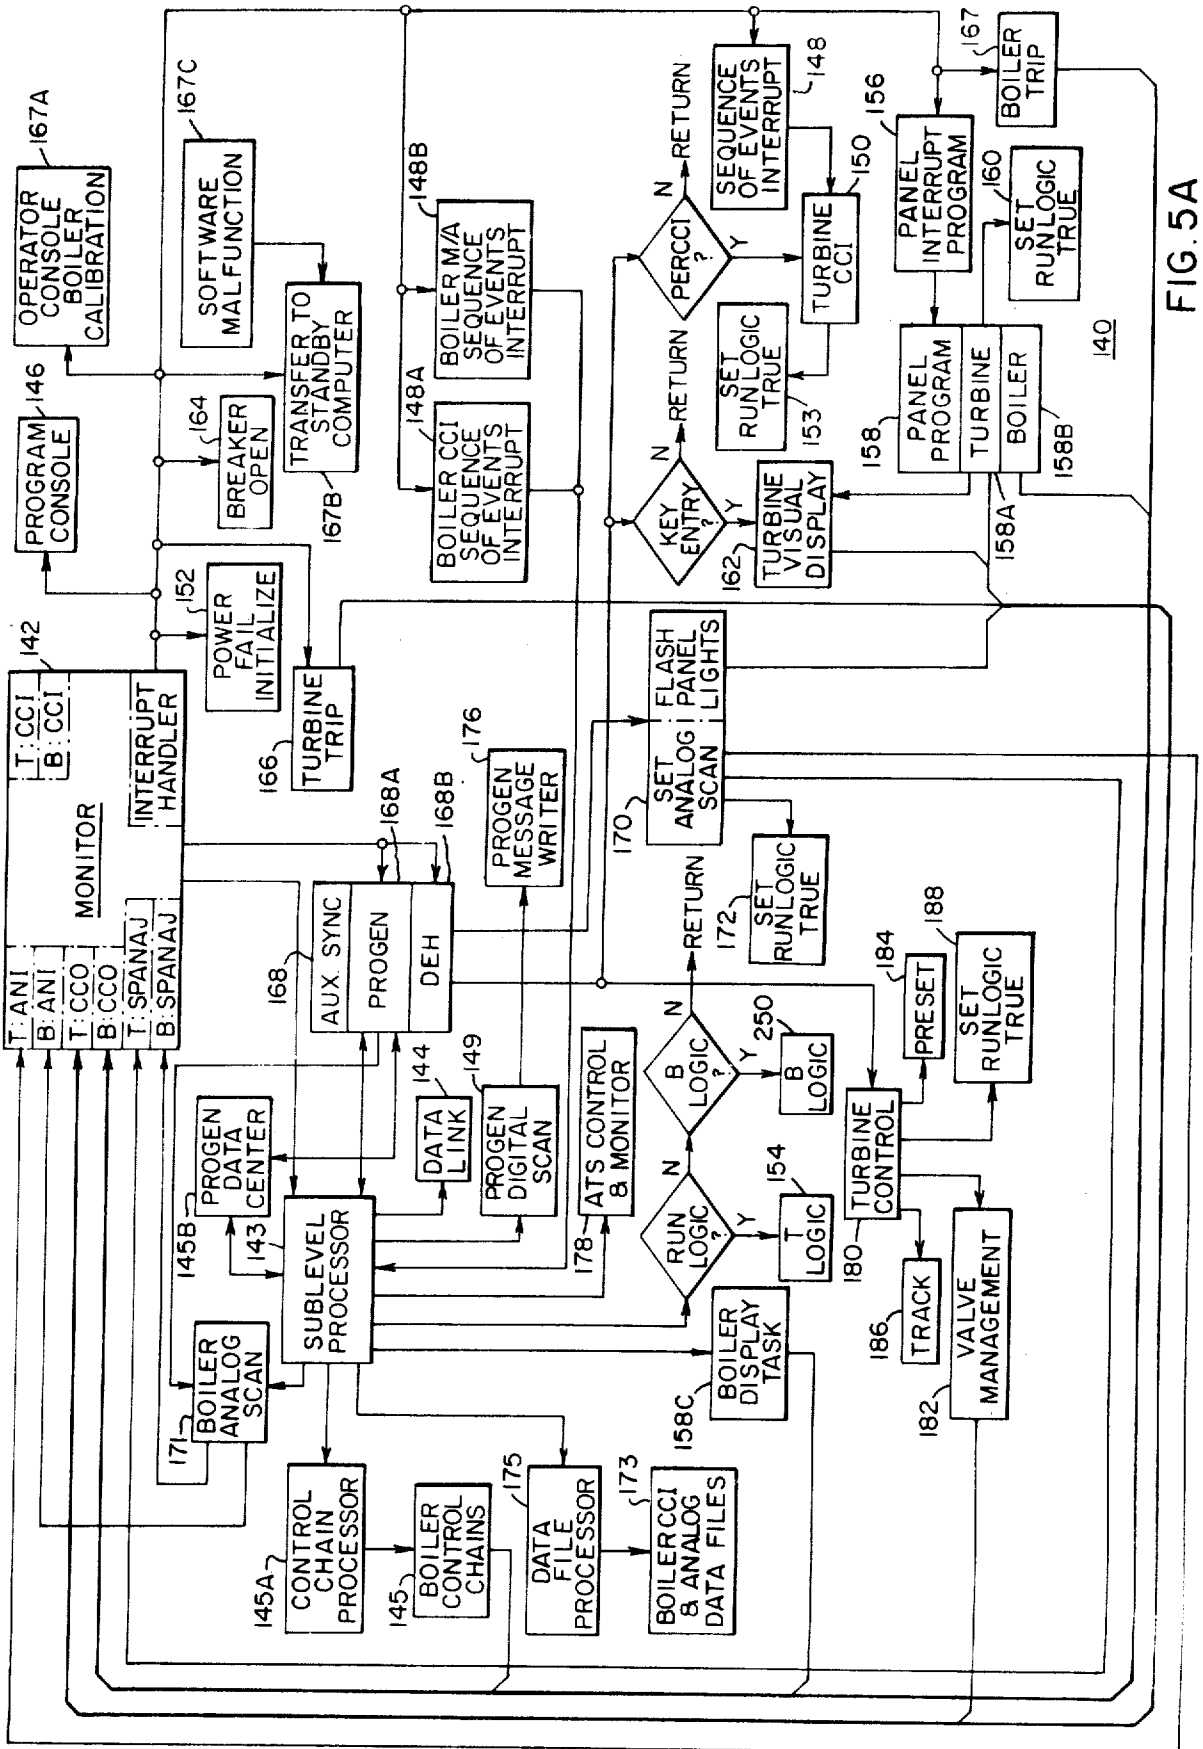 T:ANI
B:ANI
T:CCO
B:CCO
T:SPANAJ
B:SPANAJ
MONITOR
142
T:CCI
B:CCI
INTERRUPT
HANDLER
PROGRAM
CONSOLE
146
OPERATOR
CONSOLE
BOILER
CALIBRATION
167A
152
POWER
FAIL
INITIALIZE
164
BREAKER
OPEN
SOFTWARE
MALFUNCTION
167C
TRANSFER TO
STANDBY
COMPUTER
167B
166
TURBINE
TRIP
148A
BOILER CCI
SEQUENCE
OF EVENTS
INTERRUPT
148B
BOILER M/A
SEQUENCE
OF EVENTS
INTERRUPT
171
BOILER
ANALOG
SCAN
145B
PROGEN
DATA
CENTER
143
SUBLEVEL
PROCESSOR
168
AUX. SYNC
PROGEN
168A
DEH
168B
144
DATA
LINK
149
PROGEN
DIGITAL
SCAN
176
PROGEN
MESSAGE
WRITER
145A
CONTROL
CHAIN
PROCESSOR
145
BOILER
CONTROL
CHAINS
175
DATA
FILE
PROCESSOR
173
BOILER CCI
& ANALOG
DATA FILES
178
ATS CONTROL
& MONITOR
RUN
LOGIC
?
N
Y
B
LOGIC
?
N
RETURN
Y
154
T
LOGIC
250
B
LOGIC
158C
BOILER
DISPLAY
TASK
170
SET
ANALOG
SCAN
FLASH
PANEL
LIGHTS
172
SET
RUNLOGIC
TRUE
180
TURBINE
CONTROL
184
PRESET
188
SET
RUNLOGIC
TRUE
186
TRACK
182
VALVE
MANAGEMENT
KEY
ENTRY
?
N
RETURN
Y
PERCCI
?
N
RETURN
Y
162
TURBINE
VISUAL
DISPLAY
SET
RUNLOGIC
TRUE
153
SEQUENCE
OF EVENTS
INTERRUPT
148
TURBINE
CCI
150
156
PANEL
INTERRUPT
PROGRAM
158
PANEL
PROGRAM
TURBINE
158A
BOILER
158B
SET
RUNLOGIC
TRUE
160
BOILER
TRIP
167
140
FIG. 5A